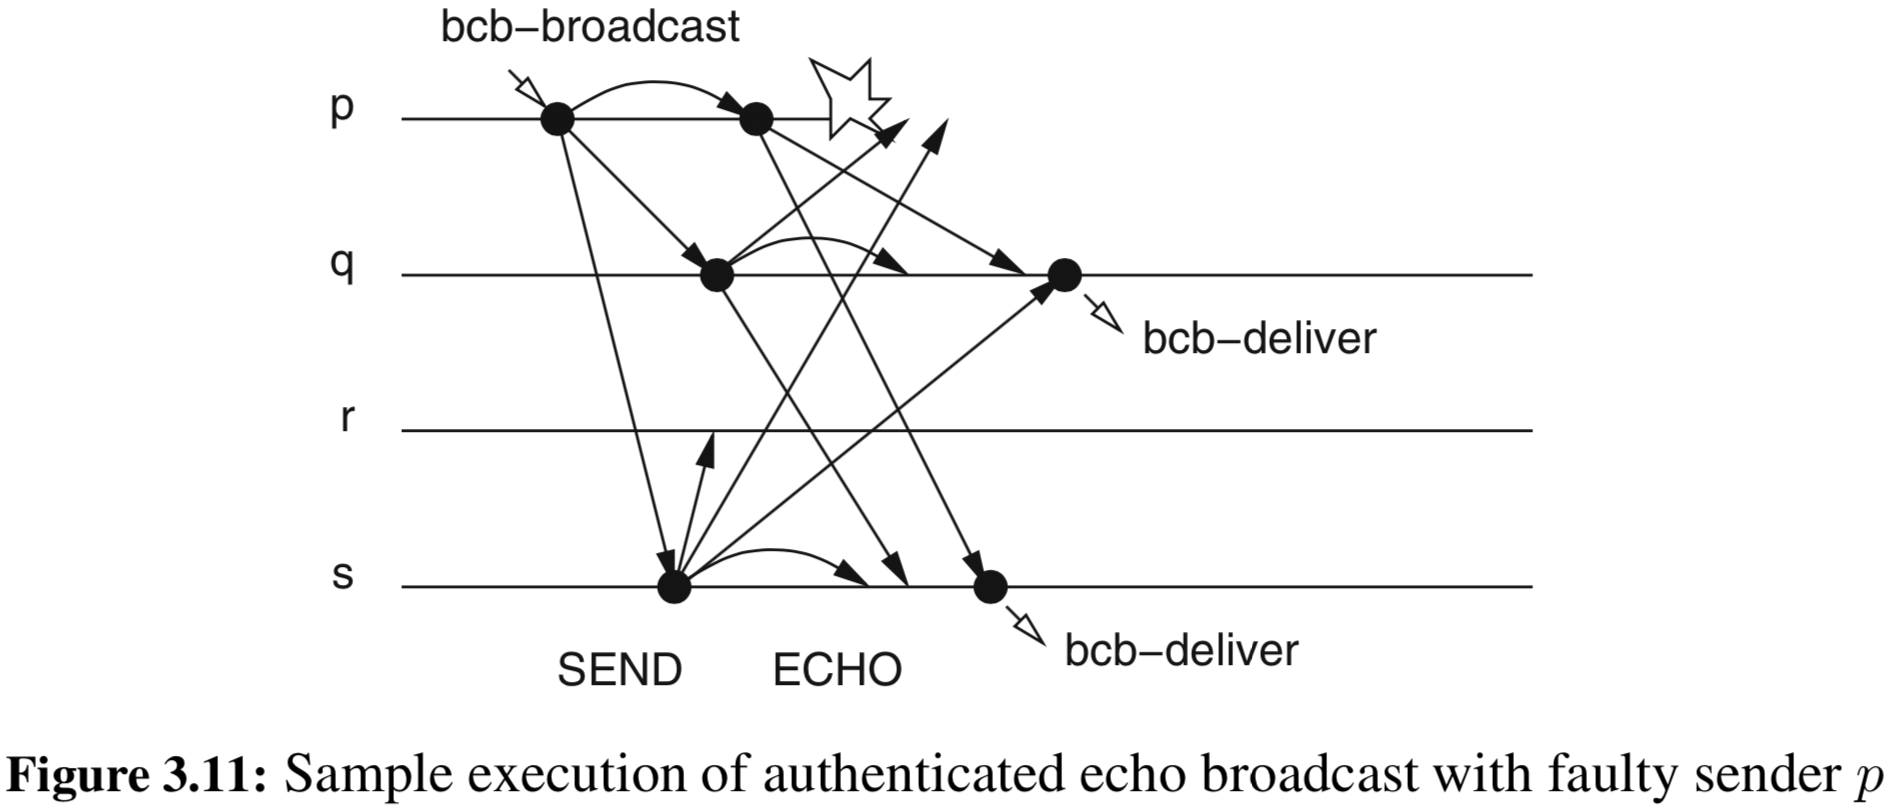 bcb–broadcast
p
q
bcb–deliver
r
s
bcb–deliver
SEND ECHO
Figure 3.11: Sample execution of authenticated echo broadcast with faulty sender p